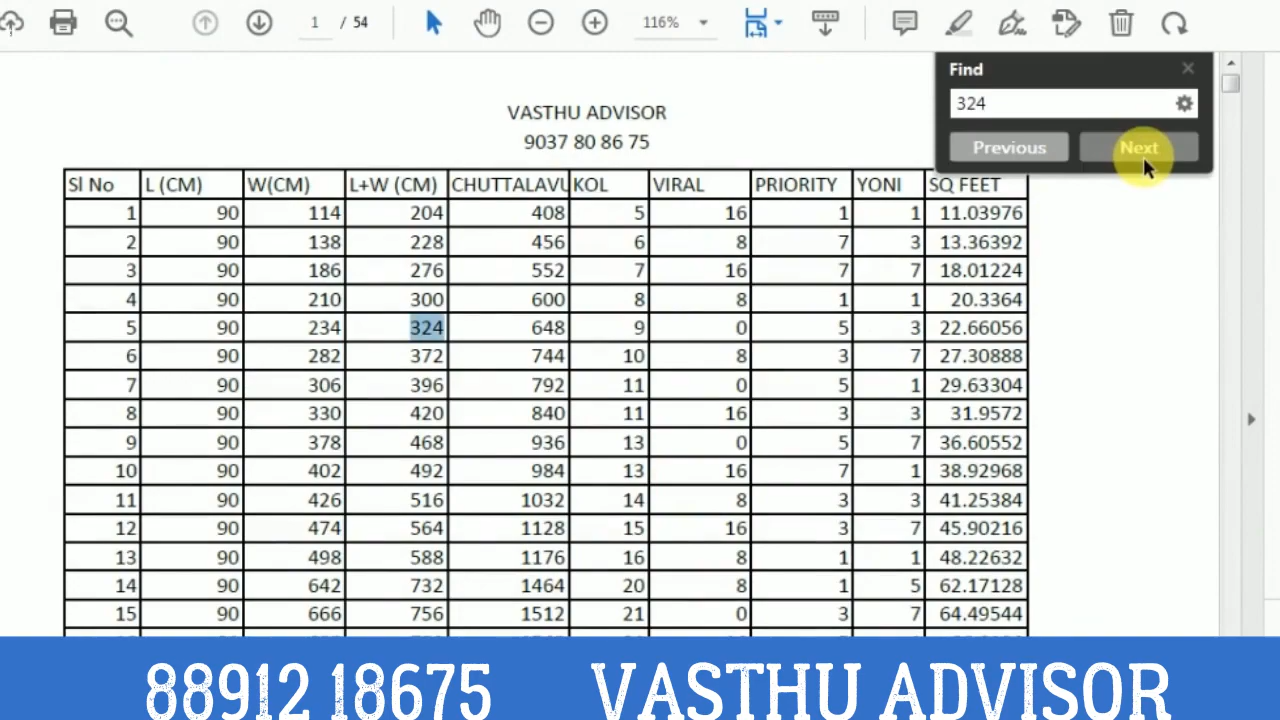 1 / 54 116%
Find
324
Previous Next
VASTHU ADVISOR
9037 80 86 75
Sl No L (CM) W(CM) L+W (CM) CHUTTALAVU KOL VIRAL PRIORITY YONI SQ FEET
1 90 114 204 408 5 16 1 1 11.03976
2 90 138 228 456 6 8 7 3 13.36392
3 90 186 276 552 7 16 7 7 18.01224
4 90 210 300 600 8 8 1 1 20.3364
5 90 234 324 648 9 0 5 3 22.66056
6 90 282 372 744 10 8 3 7 27.30888
7 90 306 396 792 11 0 5 1 29.63304
8 90 330 420 840 11 16 3 3 31.9572
9 90 378 468 936 13 0 5 7 36.60552
10 90 402 492 984 13 16 7 1 38.92968
11 90 426 516 1032 14 8 3 3 41.25384
12 90 474 564 1128 15 16 3 7 45.90216
13 90 498 588 1176 16 8 1 1 48.22632
14 90 642 732 1464 20 8 1 5 62.17128
15 90 666 756 1512 21 0 3 7 64.49544
88912 18675 VASTHU ADVISOR